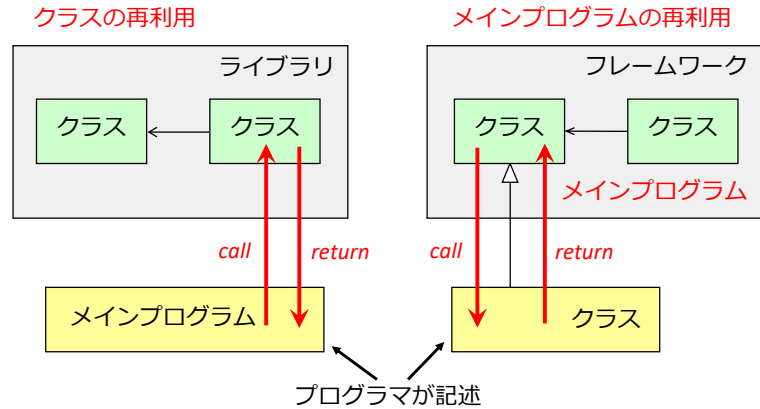 クラスの再利用
ライブラリ
クラス
クラス
call
return
メインプログラム
メインプログラムの再利用
フレームワーク
クラス
クラス
メインプログラム
call
return
クラス
プログラマが記述